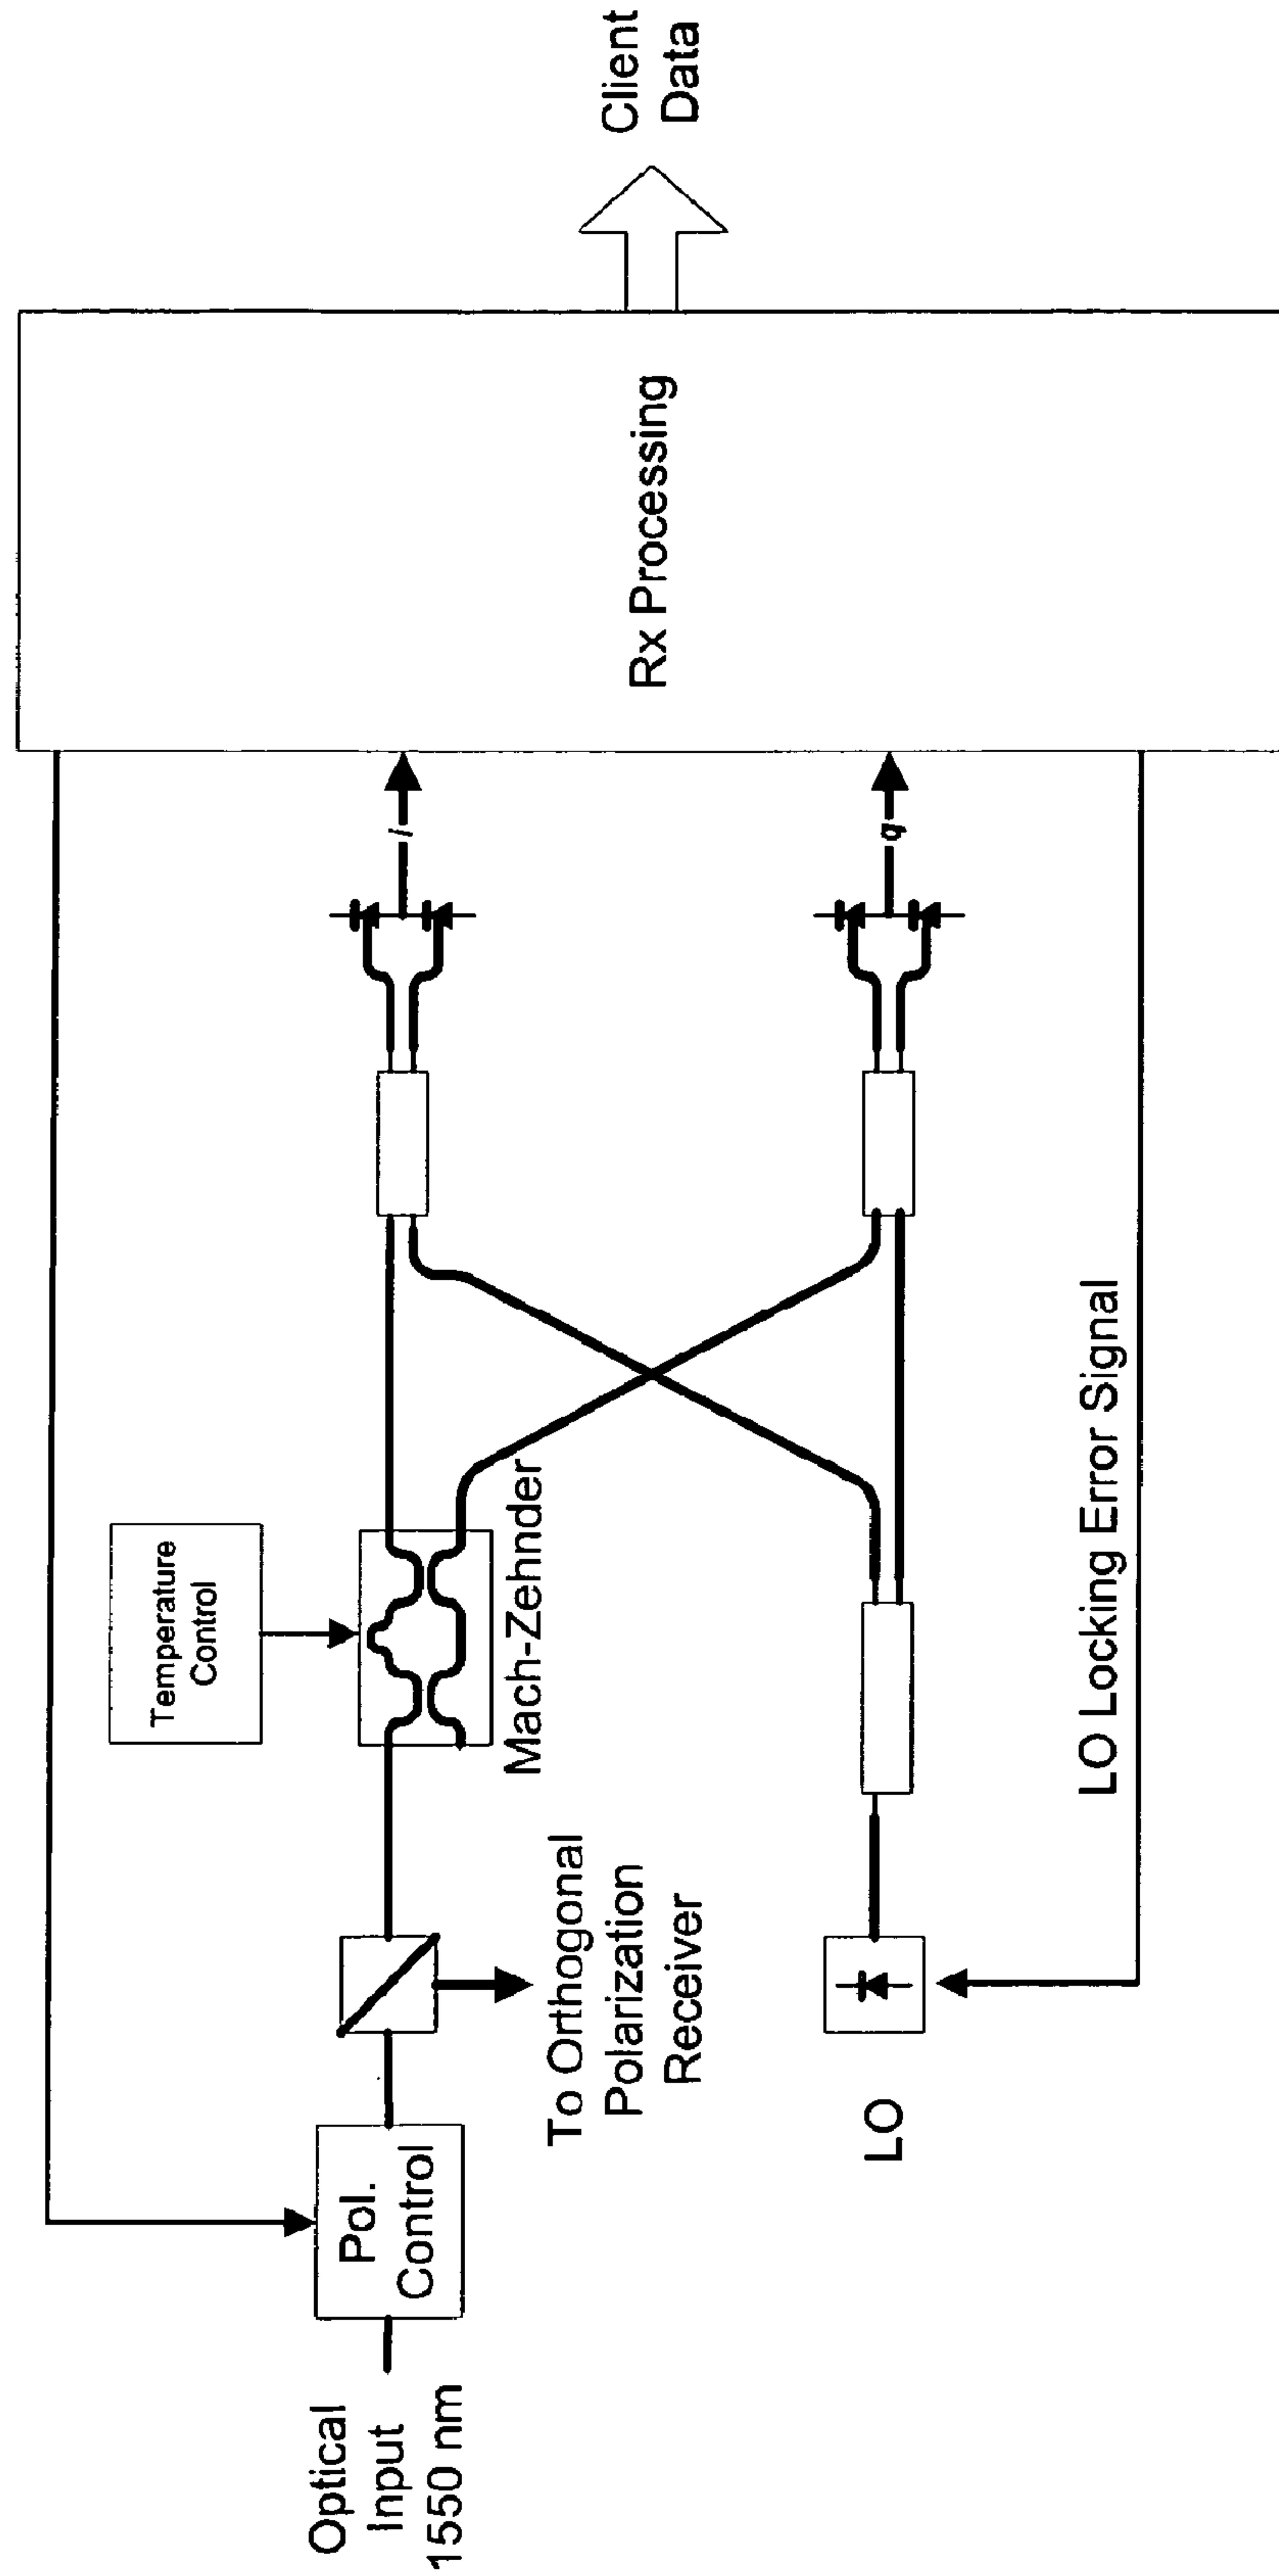 Optical
Input
1550 nm
Pol.
Control
To Orthogonal
Polarization
Receiver
LO
Temperature
Control
Mach-Zehnder
LO Locking Error Signal
i
q
Rx Processing
Client
Data